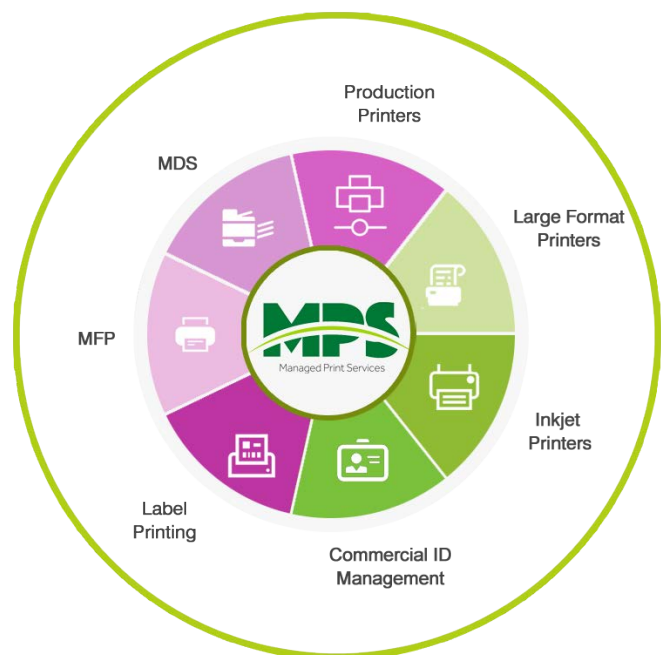 Production
Printers
MDS
Large Format
Printers
MFP
MPS
Managed Print Services
Inkjet
Printers
Label
Printing
Commercial ID
Management